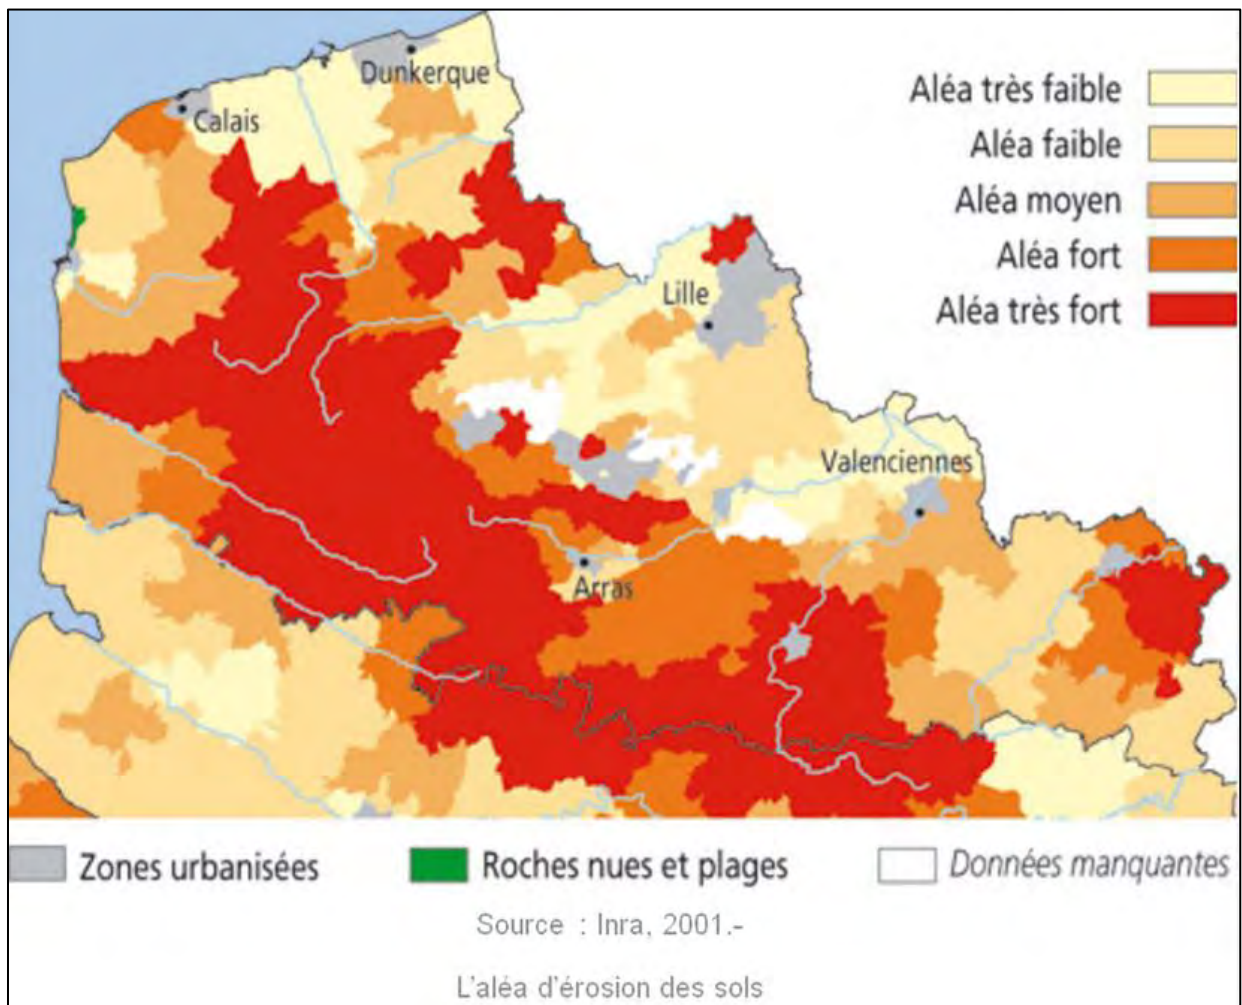 Dunkerque
Calais
Aléa très faible
Aléa faible
Aléa moyen
Aléa fort
Aléa très fort
Lille
Valenciennes
Arras
Zones urbanisées
Roches nues et plages
Données manquantes
Source : Inra, 2001.-
L'aléa d'érosion des sols